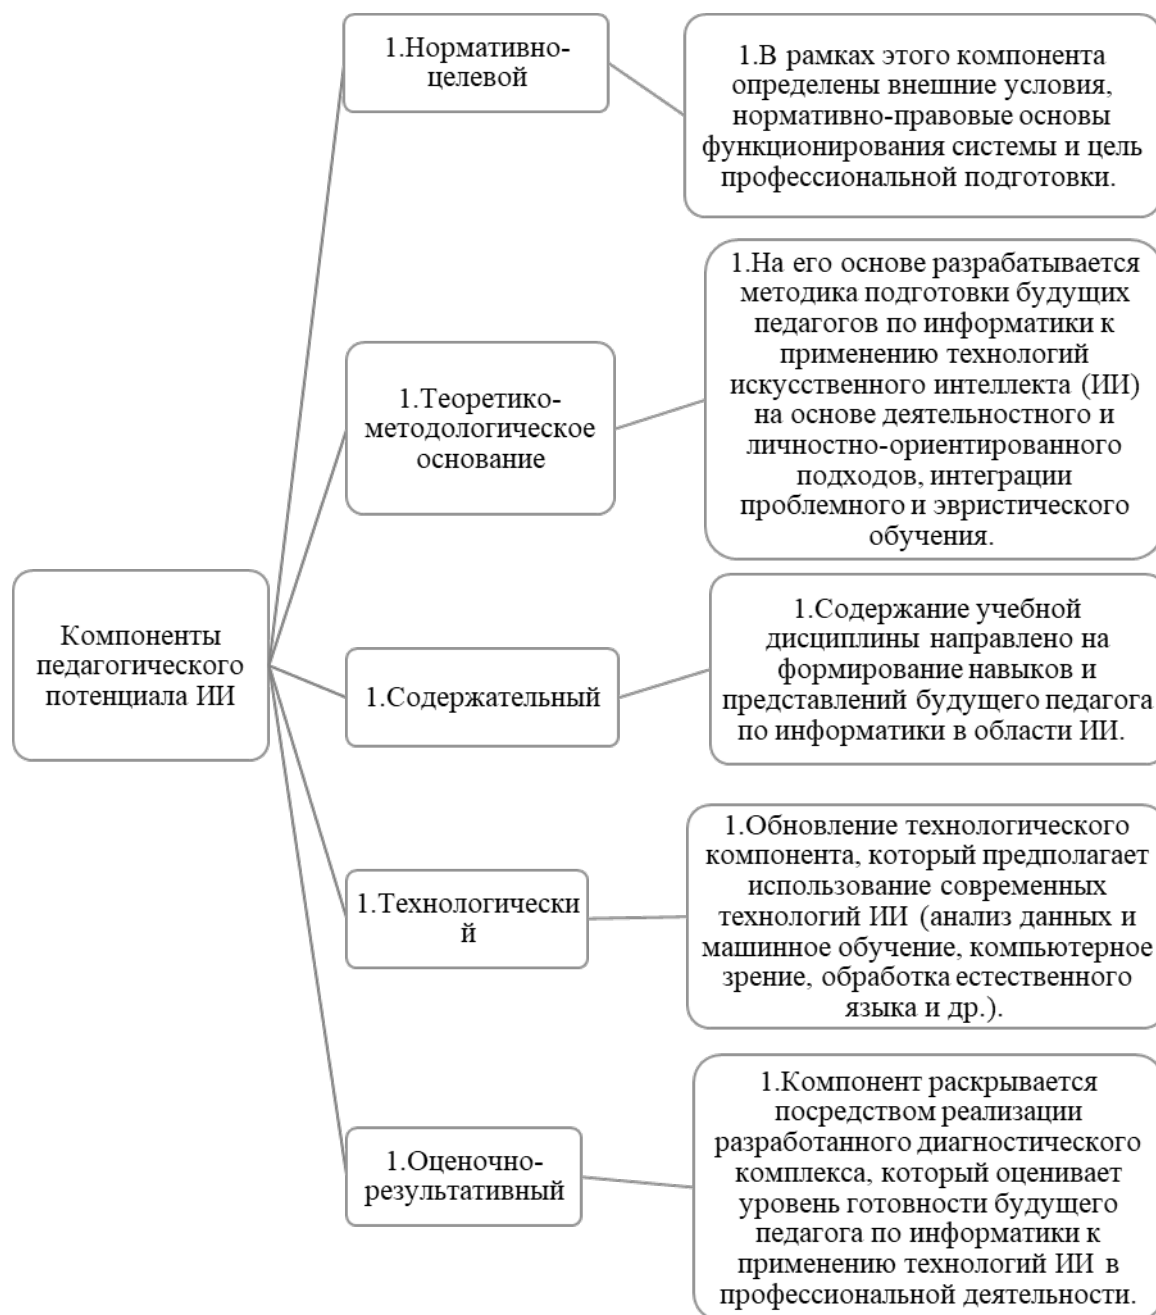 Компоненты
педагогического
потенциала ИИ
1.Нормативно-
целевой
1.В рамках этого компонента
определены внешние условия,
нормативно-правовые основы
функционирования системы и цель
профессиональной подготовки.
1.Теоретико-
методологическое
основание
1.На его основе разрабатывается
методика подготовки будущих
педагогов по информатики к
применению технологий
искусственного интеллекта (ИИ)
на основе деятельностного и
личностно-ориентированного
подходов, интеграции
проблемного и эвристического
обучения.
1.Содержательный
1.Содержание учебной
дисциплины направлено на
формирование навыков и
представлений будущего педагога
по информатики в области ИИ.
1.Технологически
й
1.Обновление технологического
компонента, который предполагает
использование современных
технологий ИИ (анализ данных и
машинное обучение, компьютерное
зрение, обработка естественного
языка и др.).
1.Оценочно-
результативный
1.Компонент раскрывается
посредством реализации
разработанного диагностического
комплекса, который оценивает
уровень готовности будущего
педагога по информатики к
применению технологий ИИ в
профессиональной деятельности.